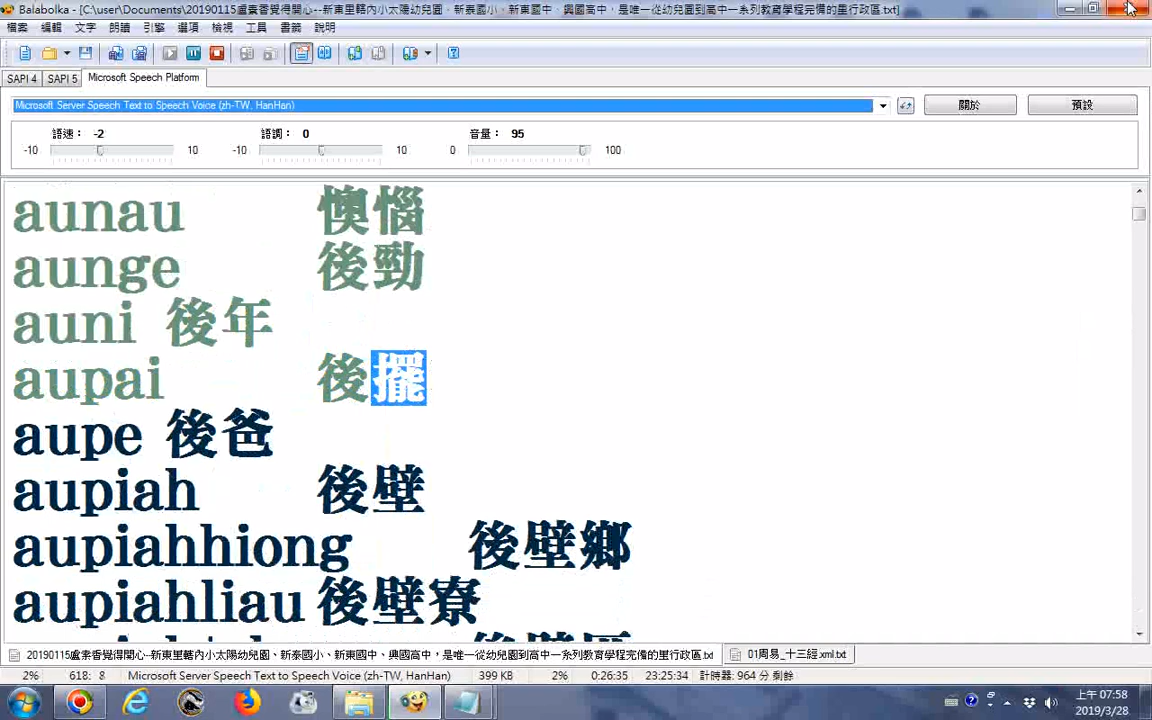 Balabolka - [C:\user\Documents\20190115盧素香覺得開心--新東里轄內小太陽幼兒園、新泰國小、新東國中、興國高中，是唯一從幼兒園到高中一系列教育學程完備的里行政區.txt]
檔案 編輯 文字 朗讀 引擎 選項 檢視 工具 書籤 說明
SAPI 4 SAPI 5 Microsoft Speech Platform
Microsoft Server Speech Text to Speech Voice (zh-TW, HanHan) 關於 預設
語速： -2 語調： 0 音量： 95
-10 10 -10 10 0 100
aunau 懊惱
aunge 後勁
auni 後年
aupai 後擺
aupe 後爸
aupiah 後壁
aupiahhiong 後壁鄉
aupiahliau 後壁寮
20190115盧素香覺得開心--新東里轄內小太陽幼兒園、新泰國小、新東國中、興國高中，是唯一從幼兒園到高中一系列教育學程完備的里行政區.txt 01周易_十三經.xml.txt
2% 618: 8 Microsoft Server Speech Text to Speech Voice (zh-TW, HanHan) 399 KB 2% 0:26:35 23:25:34 計時器: 964 分 剩餘
上午 07:58
2019/3/28